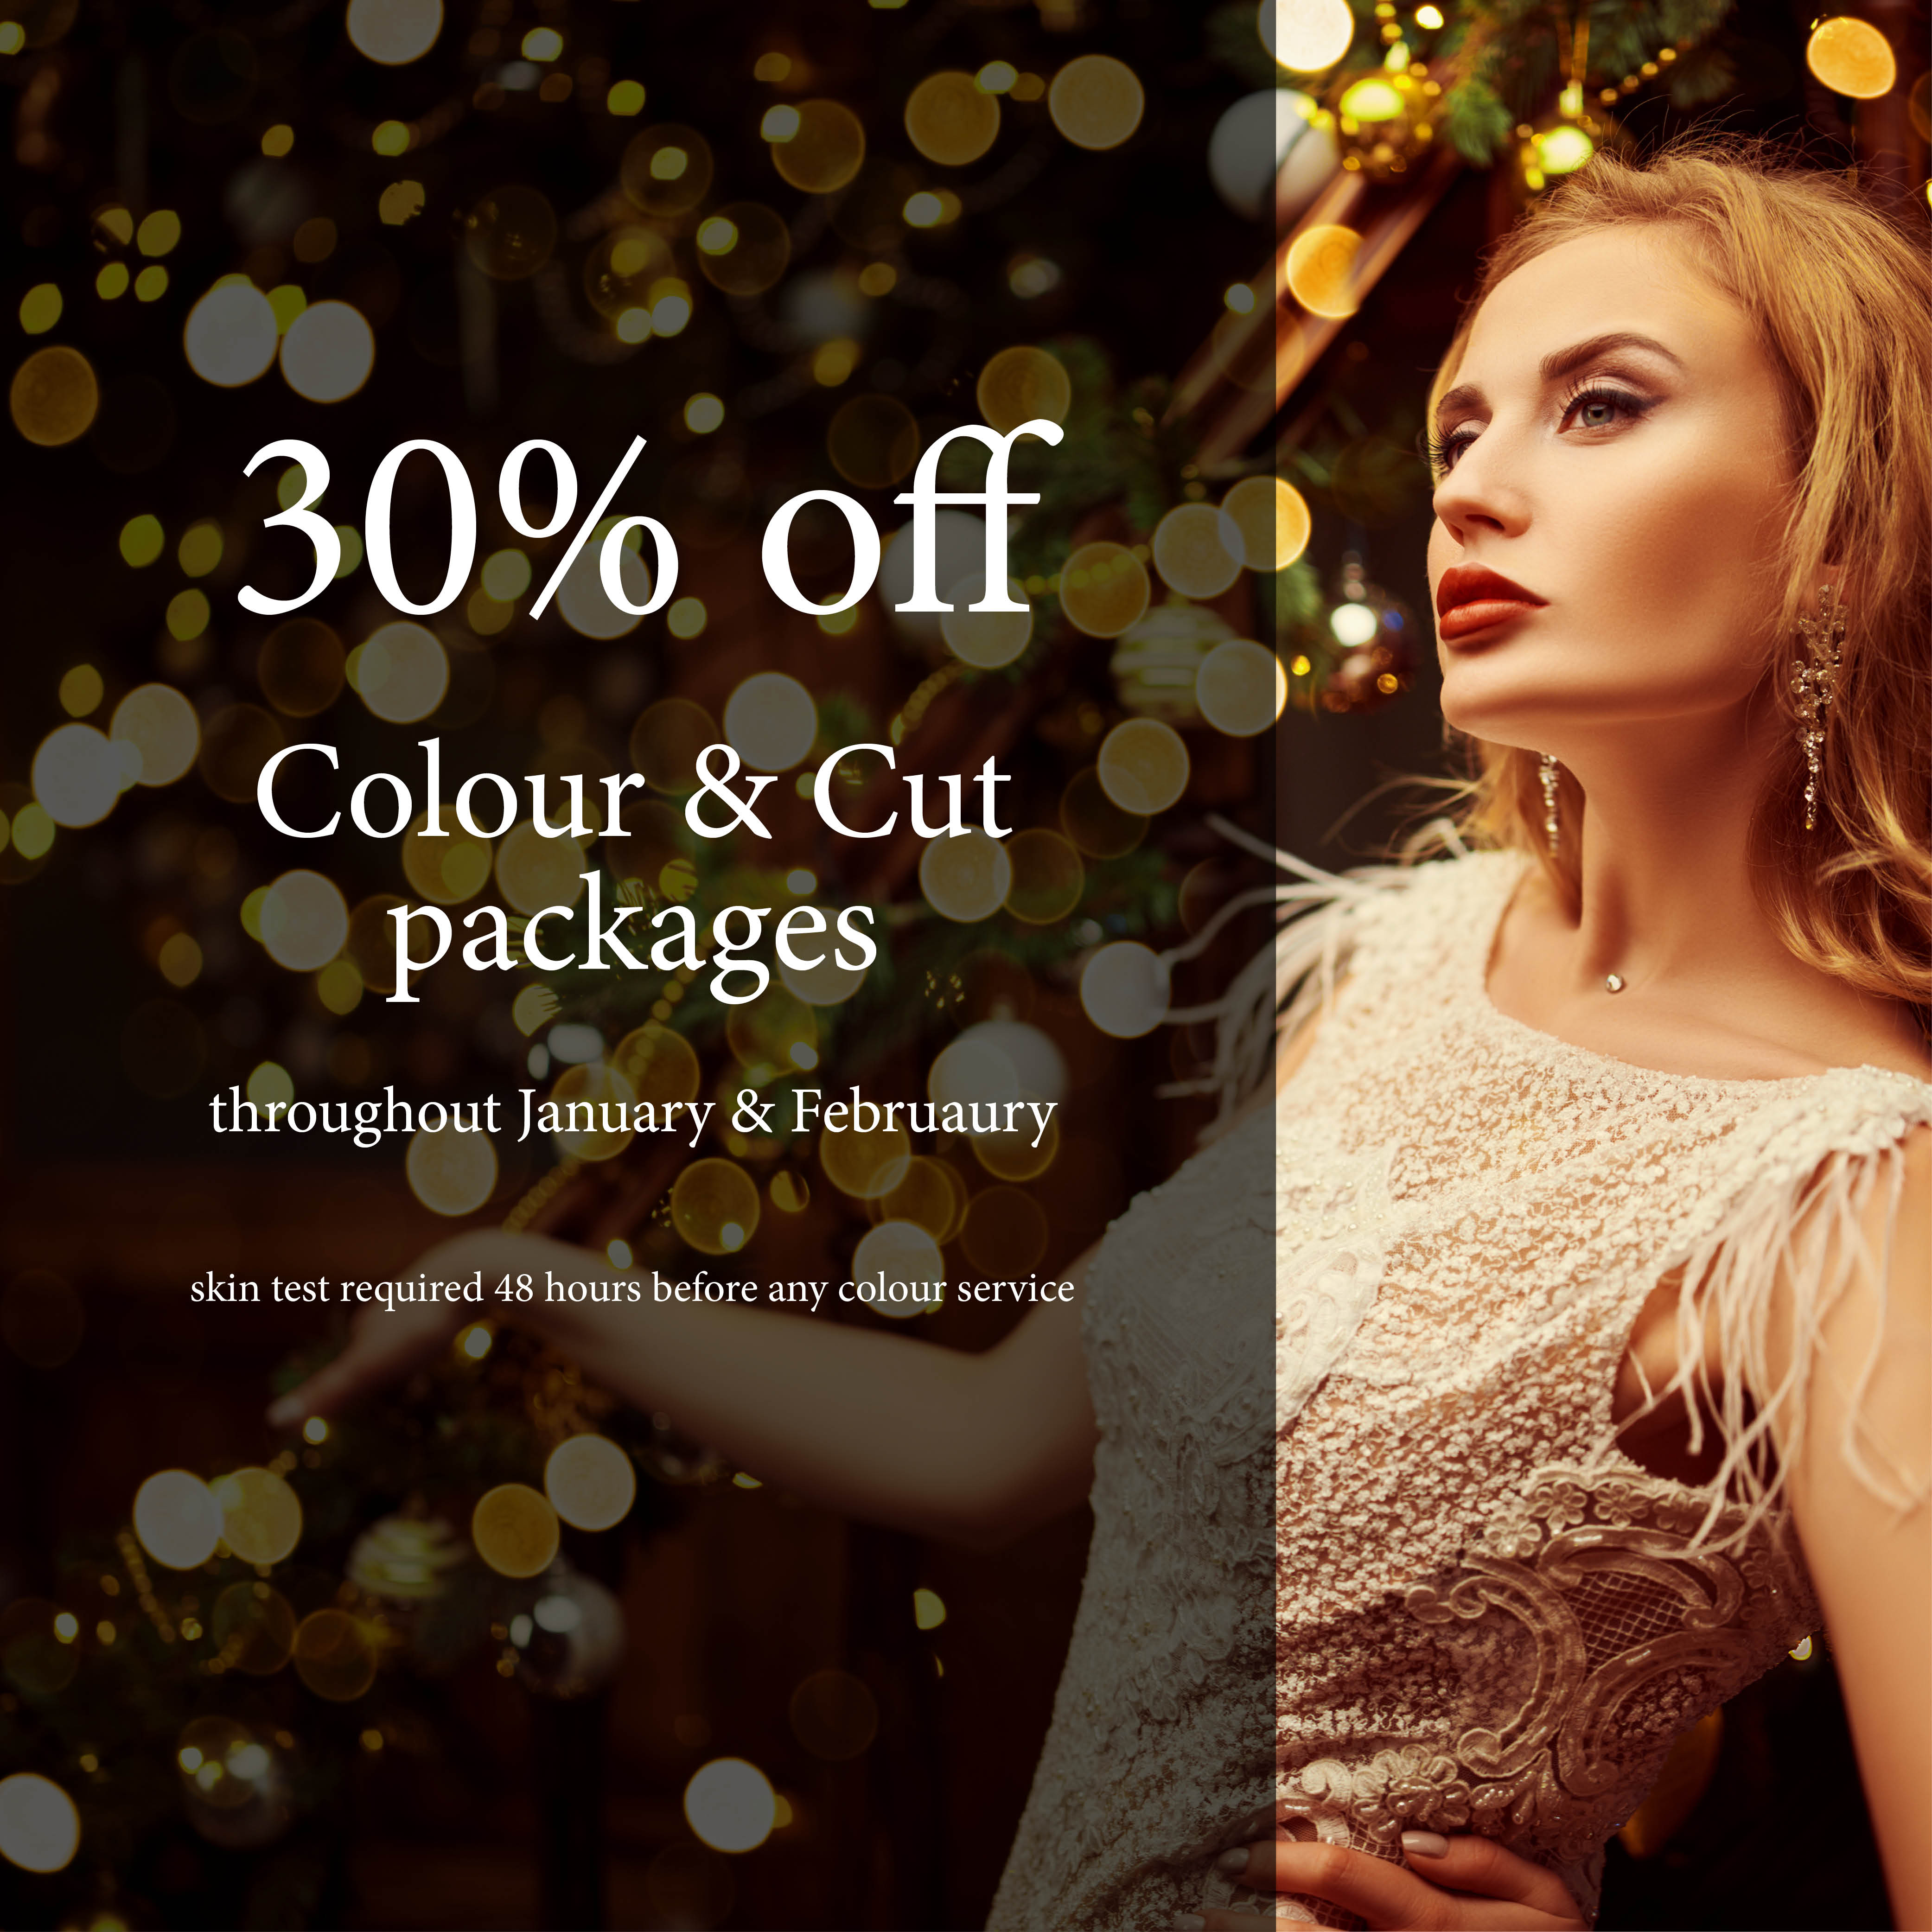 30% off
Colour & Cut
packages
throughout January & Februaury
skin test required 48 hours before any colour service